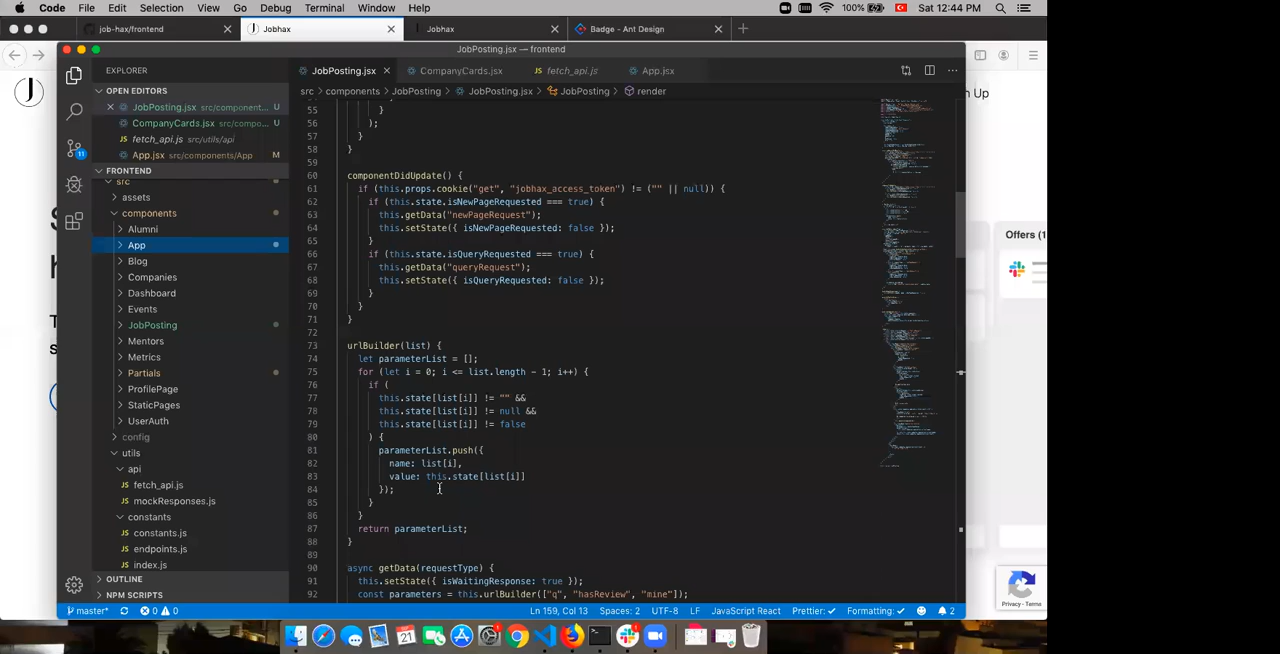 Code File Edit Selection View Go Debug Terminal Window Help 100% Sat 12:44 PM
job-hax/frontend Jobhax Jobhax Badge - Ant Design
JobPosting.jsx — frontend
EXPLORER
OPEN EDITORS
JobPosting.jsx src/component... U
CompanyCards.jsx src/compo... U
fetch_api.js src/utils/api
App.jsx src/components/App M
FRONTEND
src
assets
components
Alumni
App
Blog
Companies
Dashboard
Events
JobPosting
Mentors
Metrics
Partials
ProfilePage
StaticPages
UserAuth
config
utils
api
fetch_api.js
mockResponses.js
constants
constants.js
endpoints.js
index.js
OUTLINE
NPM SCRIPTS
11
JobPosting.jsx CompanyCards.jsx fetch_api.js App.jsx
src > components > JobPosting > JobPosting.jsx > JobPosting > render
55 }
56 );
57 }
58 }
59
60 componentDidUpdate() {
61 if (this.props.cookie("get", "jobhax_access_token") != ("" || null)) {
62 if (this.state.isNewPageRequested === true) {
63 this.getData("newPageRequest");
64 this.setState({ isNewPageRequested: false });
65 }
66 if (this.state.isQueryRequested === true) {
67 this.getData("queryRequest");
68 this.setState({ isQueryRequested: false });
69 }
70 }
71 }
72
73 urlBuilder(list) {
74 let parameterList = [];
75 for (let i = 0; i <= list.length - 1; i++) {
76 if (
77 this.state[list[i]] != "" &&
78 this.state[list[i]] != null &&
79 this.state[list[i]] != false
80 ) {
81 parameterList.push({
82 name: list[i],
83 value: this.state[list[i]]
84 });
85 }
86 }
87 return parameterList;
88 }
89
90 async getData(requestType) {
91 this.setState({ isWaitingResponse: true });
92 const parameters = this.urlBuilder(["q", "hasReview", "mine"]);
master* 0 0 Ln 159, Col 13 Spaces: 2 UTF-8 LF JavaScript React Prettier: ✓ Formatting: ✓ 2
J
Up
Offers (1
Privacy - Terms
21